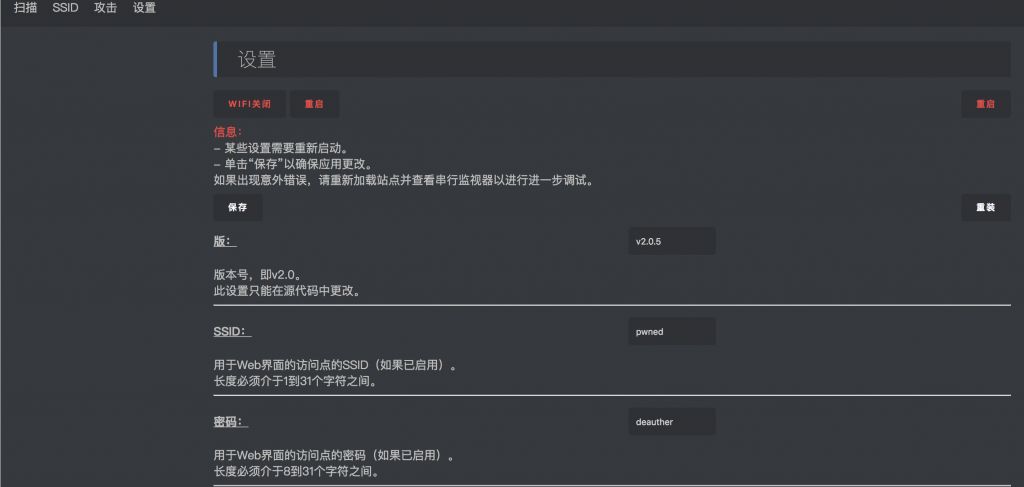 扫描 SSID 攻击 设置
设置
WIFI关闭 重启 重启
信息：
- 某些设置需要重新启动。
- 单击“保存”以确保应用更改。
如果出现意外错误，请重新加载站点并查看串行监视器以进行进一步调试。
保存 重装
版： v2.0.5
版本号，即v2.0。
此设置只能在源代码中更改。
SSID： pwned
用于Web界面的访问点的SSID（如果已启用）。
长度必须介于1到31个字符之间。
密码： deauther
用于Web界面的访问点的密码（如果已启用）。
长度必须介于8到31个字符之间。